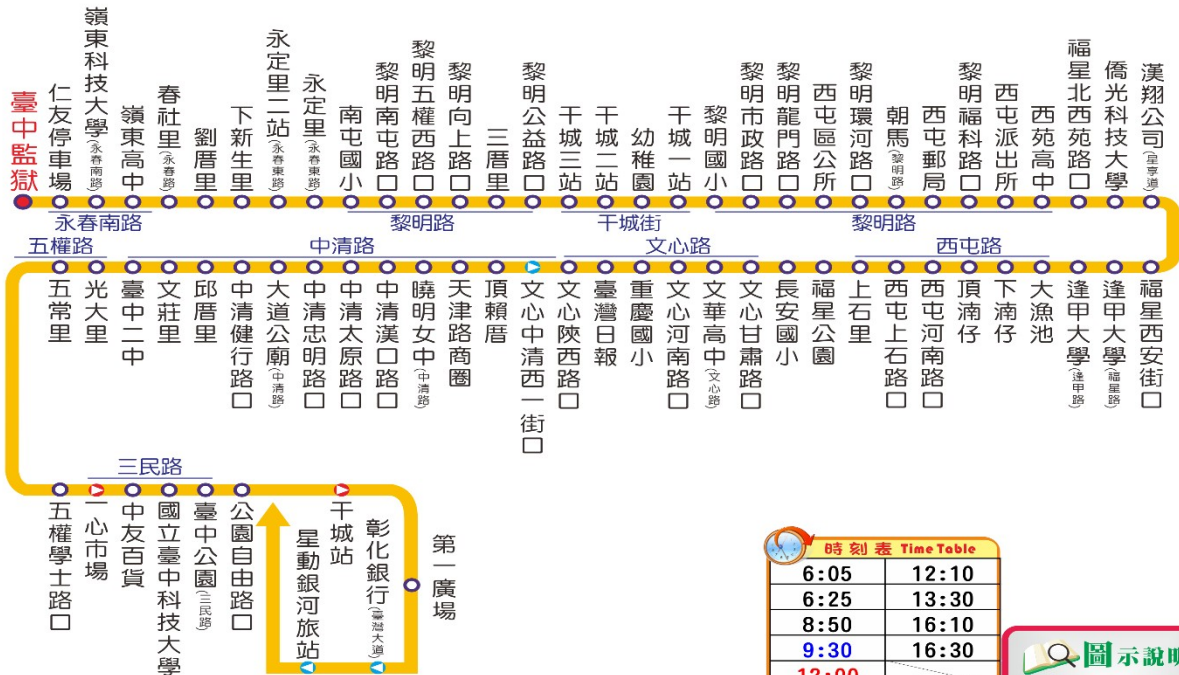 臺中監獄
仁友停車場
嶺東科技大學(永春南路)
嶺東高中
春社里(永春路)
劉厝里
下新生里
永定里二站(永春東路)
永定里(永春東路)
南屯國小
黎明南屯路口
黎明五權西路口
黎明向上路口
三厝里
黎明公益路口
干城三站
干城二站
幼稚園
干城一站
黎明國小
黎明市政路口
黎明龍門路口
西屯區公所
黎明環河路口
朝馬(黎明路)
西屯郵局
黎明福科路口
西屯派出所
西苑高中
福星北西苑路口
僑光科技大學
漢翔公司(星享道)
永春南路
黎明路
干城街
黎明路
五權路
中清路
文心路
西屯路
五常里
光大里
臺中二中
文莊里
邱厝里
中清健行路口
大道公廟(中清路)
中清忠明路口
中清太原路口
中清漢口路口
曉明女中(中清路)
天津路商圈
頂賴厝
文心中清西一街口
文心陝西路口
臺灣日報
重慶國小
文心河南路口
文華高中(文心路)
文心甘肅路口
長安國小
福星公園
上石里
西屯上石路口
西屯河南路口
頂湳仔
下湳仔
大漁池
逢甲大學(逢甲路)
逢甲大學(福星路)
福星西安街口
三民路
五權學士路口
一心市場
中友百貨
國立臺中科技大學
臺中公園(三民路)
公園自由路口
星動銀河旅站
干城站
彰化銀行(臺灣大道)
第一廣場
時刻表 Time Table
6:05 12:10
6:25 13:30
8:50 16:10
9:30 16:30
12:00
圖示說明